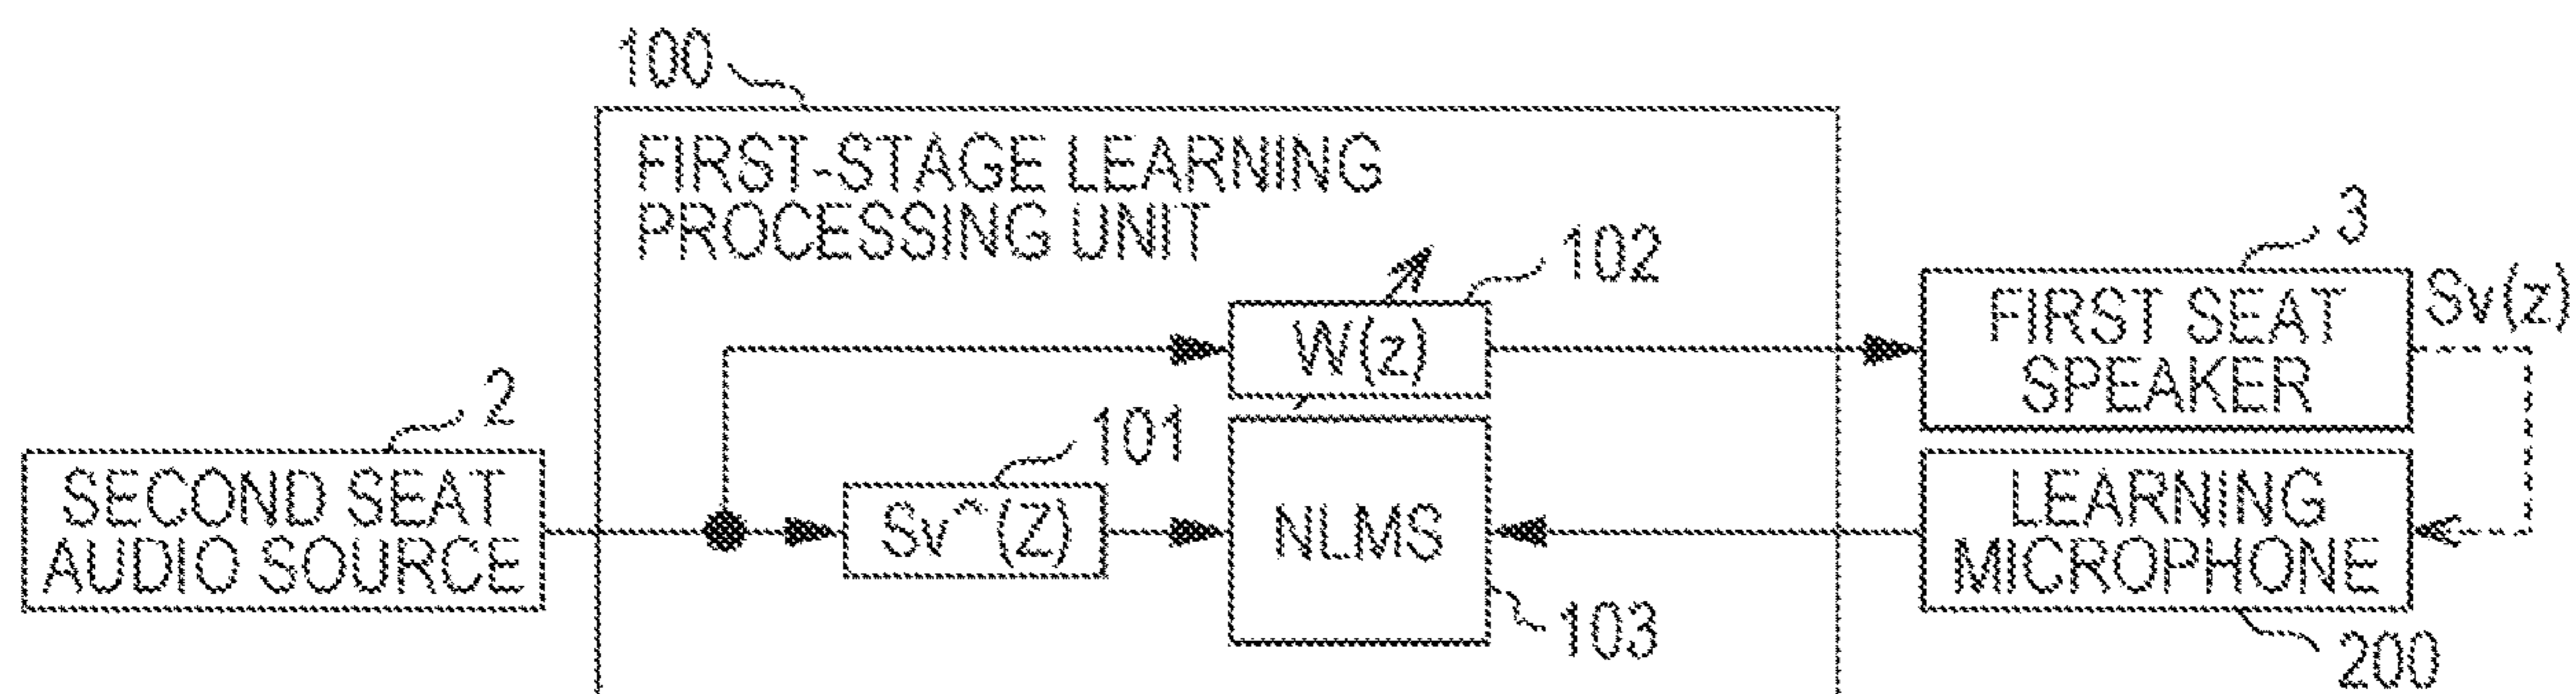 100
FIRST-STAGE LEARNING
PROCESSING UNIT
102
W(z)
3
FIRST SEAT
SPEAKER
Sv(z)
2
SECOND SEAT
AUDIO SOURCE
101
Sv^(Z)
NLMS
103
LEARNING
MICROPHONE
200